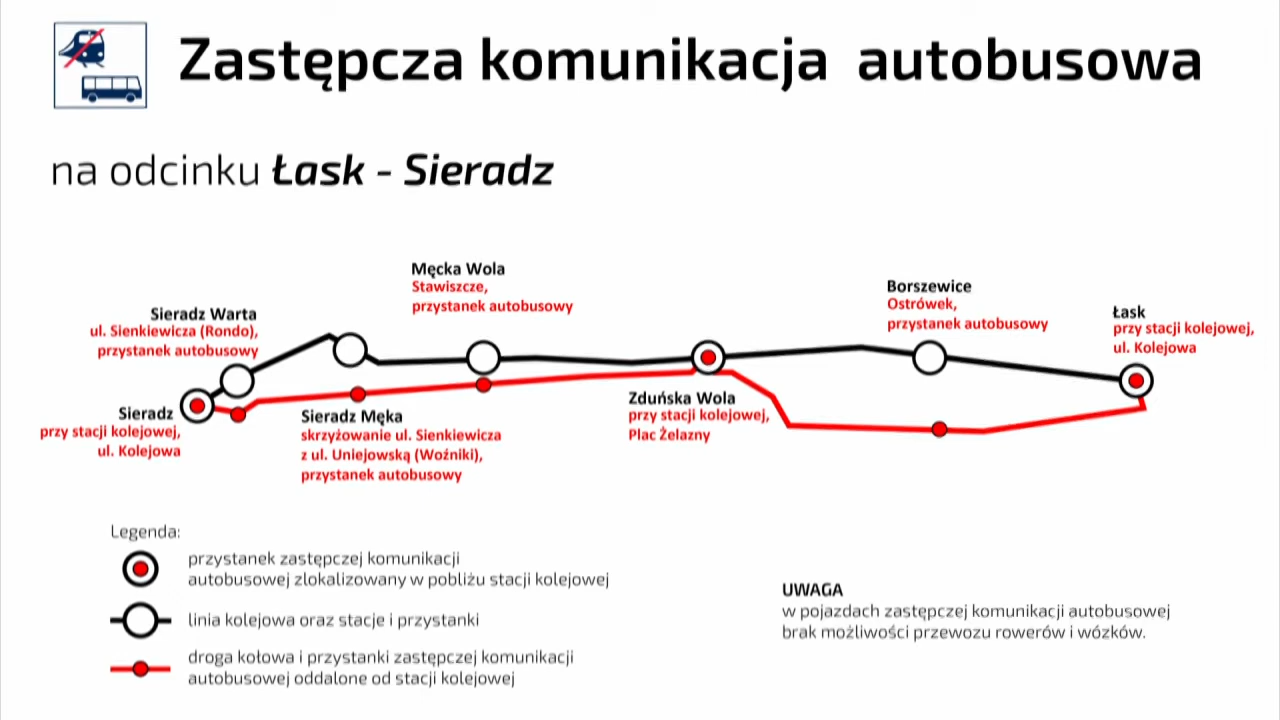 Zastępcza komunikacja autobusowa
na odcinku Łask - Sieradz
Męcka Wola
Stawiszcze,
przystanek autobusowy
Borszewice
Ostrówek,
przystanek autobusowy
Łask
przy stacji kolejowej,
ul. Kolejowa
Sieradz Warta
ul. Sienkiewicza (Rondo),
przystanek autobusowy
Sieradz
przy stacji kolejowej,
ul. Kolejowa
Sieradz Męka
skrzyżowanie ul. Sienkiewicza
z ul. Uniejowską (Woźniki),
przystanek autobusowy
Zduńska Wola
przy stacji kolejowej,
Plac Żelazny
Legenda:
przystanek zastępczej komunikacji
autobusowej zlokalizowany w pobliżu stacji kolejowej
linia kolejowa oraz stacje i przystanki
droga kołowa i przystanki zastępczej komunikacji
autobusowej oddalone od stacji kolejowej
UWAGA
w pojazdach zastępczej komunikacji autobusowej
brak możliwości przewozu rowerów i wózków.